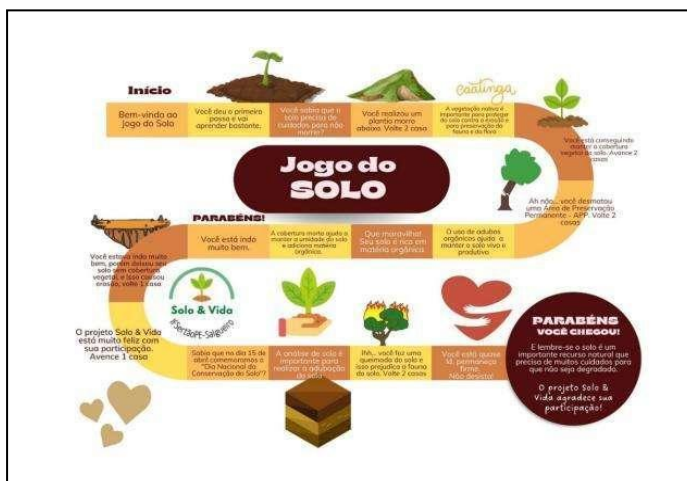 Início
Bem-vindo ao
Jogo do Solo
Você deu o primeiro
passo e vai
aprender bastante.
Você sabia que o
solo precisa de
cuidados para não
morrer?
Você realizou um
plantio morro
abaixo. Volte 2 casa
caatinga
A vegetação nativa é
importante para proteger
do solo contra a erosão e
para preservação da
fauna e da flora
Você está conseguindo
manter a cobertura
vegetal do solo. Avance 2
casas
Ah não... você desmatou
uma Área de Preservação
Permanente - APP. Volte 2
casas
Jogo do
SOLO
O uso de adubos
orgânicos ajuda a
manter o solo vivo e
produtivo
Que maravilha!
Seu solo é rico em
matéria orgânica
A cobertura morta ajuda a
manter a umidade do solo
e adiciona matéria
orgânica.
PARABÉNS!
Você está indo
muito bem.
Você estava indo muito
bem, porém deixou seu
solo sem cobertura
vegetal, e isso causou
erosão, volte 1 casa
O projeto Solo & Vida
está muito feliz com
sua participação.
Avence 1 casa
Solo & Vida
#SertãoPE-Salgueiro
Sabia que no dia 15 de
abril comemoramos o
"Dia Nacional da
Conservação do Solo"?
A análise de solo é
importante para
realizar a adubação
do solo
Ihh... você fez uma
queimada do solo e
isso prejudica a fauna
do solo. Volte 2 casas
Você está quase
lá, permaneça
firme.
Não desista!
PARABÉNS
VOCÊ CHEGOU!
E lembre-se o solo é um
importante recurso natural que
precisa de muitos cuidados para
que não seja degradado.
O projeto Solo &
Vida agradece sua
participação!